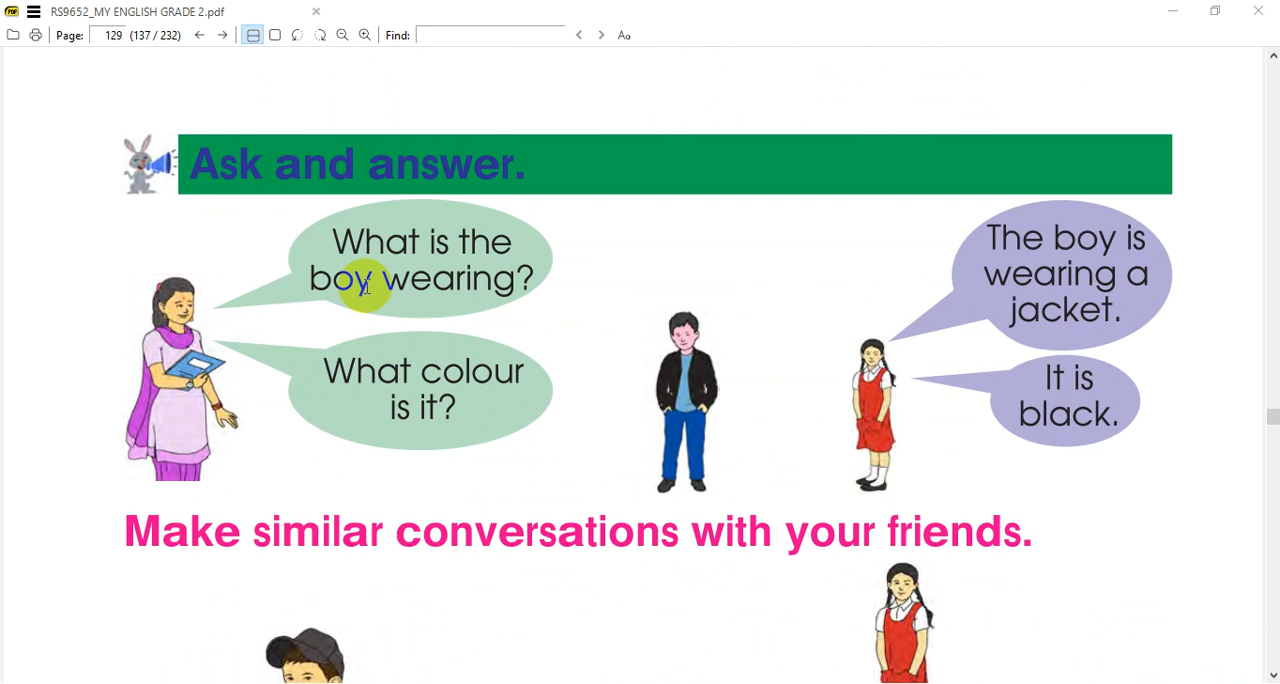 RS9652_MY ENGLISH GRADE 2.pdf
Page: 129 (137 / 232) Find: Aa
Ask and answer.
What is the
boy wearing?
What colour
is it?
The boy is
wearing a
jacket.
It is
black.
Make similar conversations with your friends.